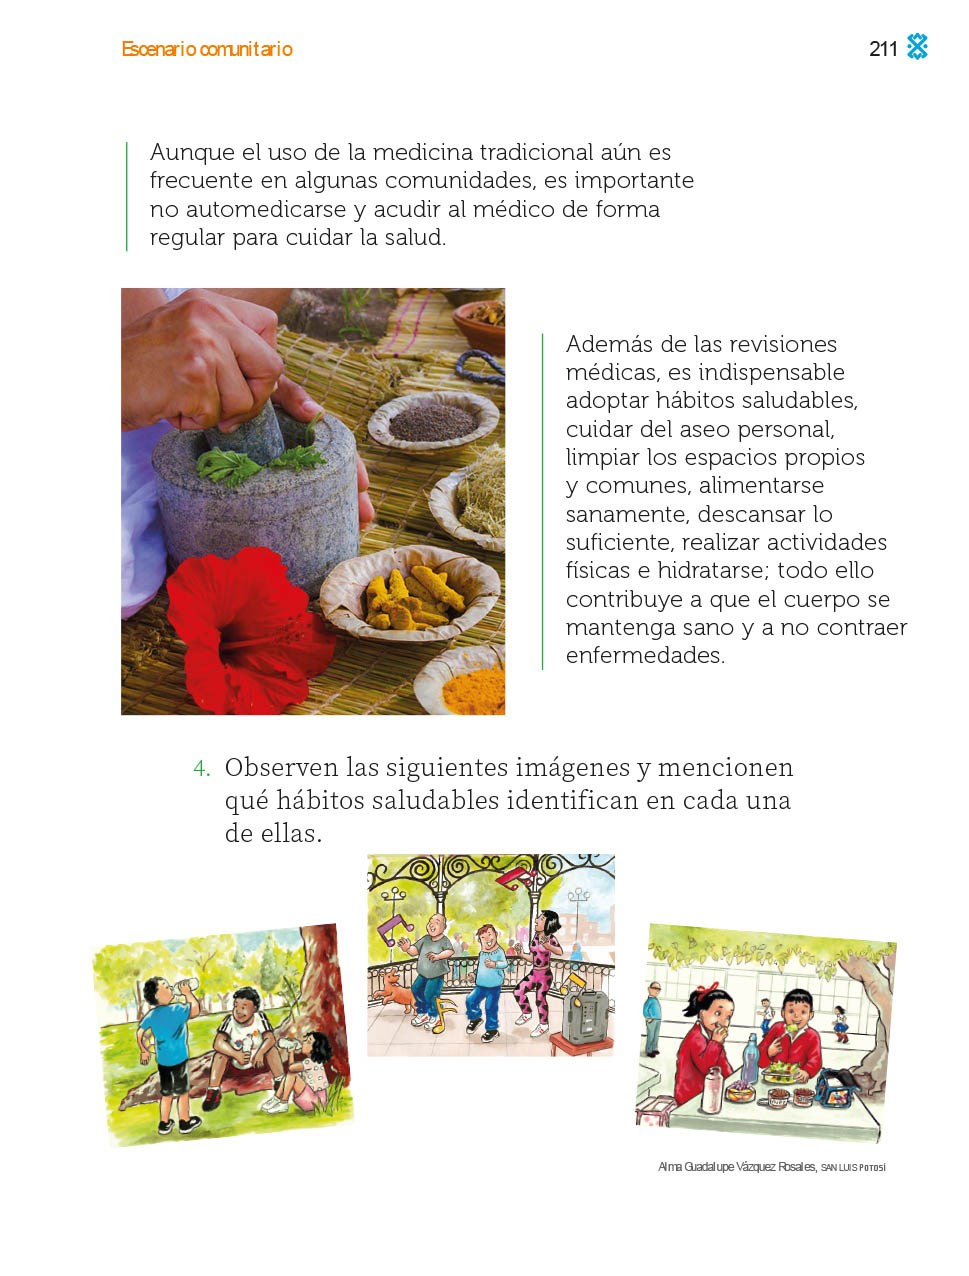 Escenario comunitario
211
Aunque el uso de la medicina tradicional aún es
frecuente en algunas comunidades, es importante
no automedicarse y acudir al médico de forma
regular para cuidar la salud.
Además de las revisiones
médicas, es indispensable
adoptar hábitos saludables,
cuidar del aseo personal,
limpiar los espacios propios
y comunes, alimentarse
sanamente, descansar lo
suficiente, realizar actividades
físicas e hidratarse; todo ello
contribuye a que el cuerpo se
mantenga sano y a no contraer
enfermedades.
4. Observen las siguientes imágenes y mencionen
qué hábitos saludables identifican en cada una
de ellas.
Alma Guadalupe Vázquez Rosales, SAN LUIS POTOSÍ